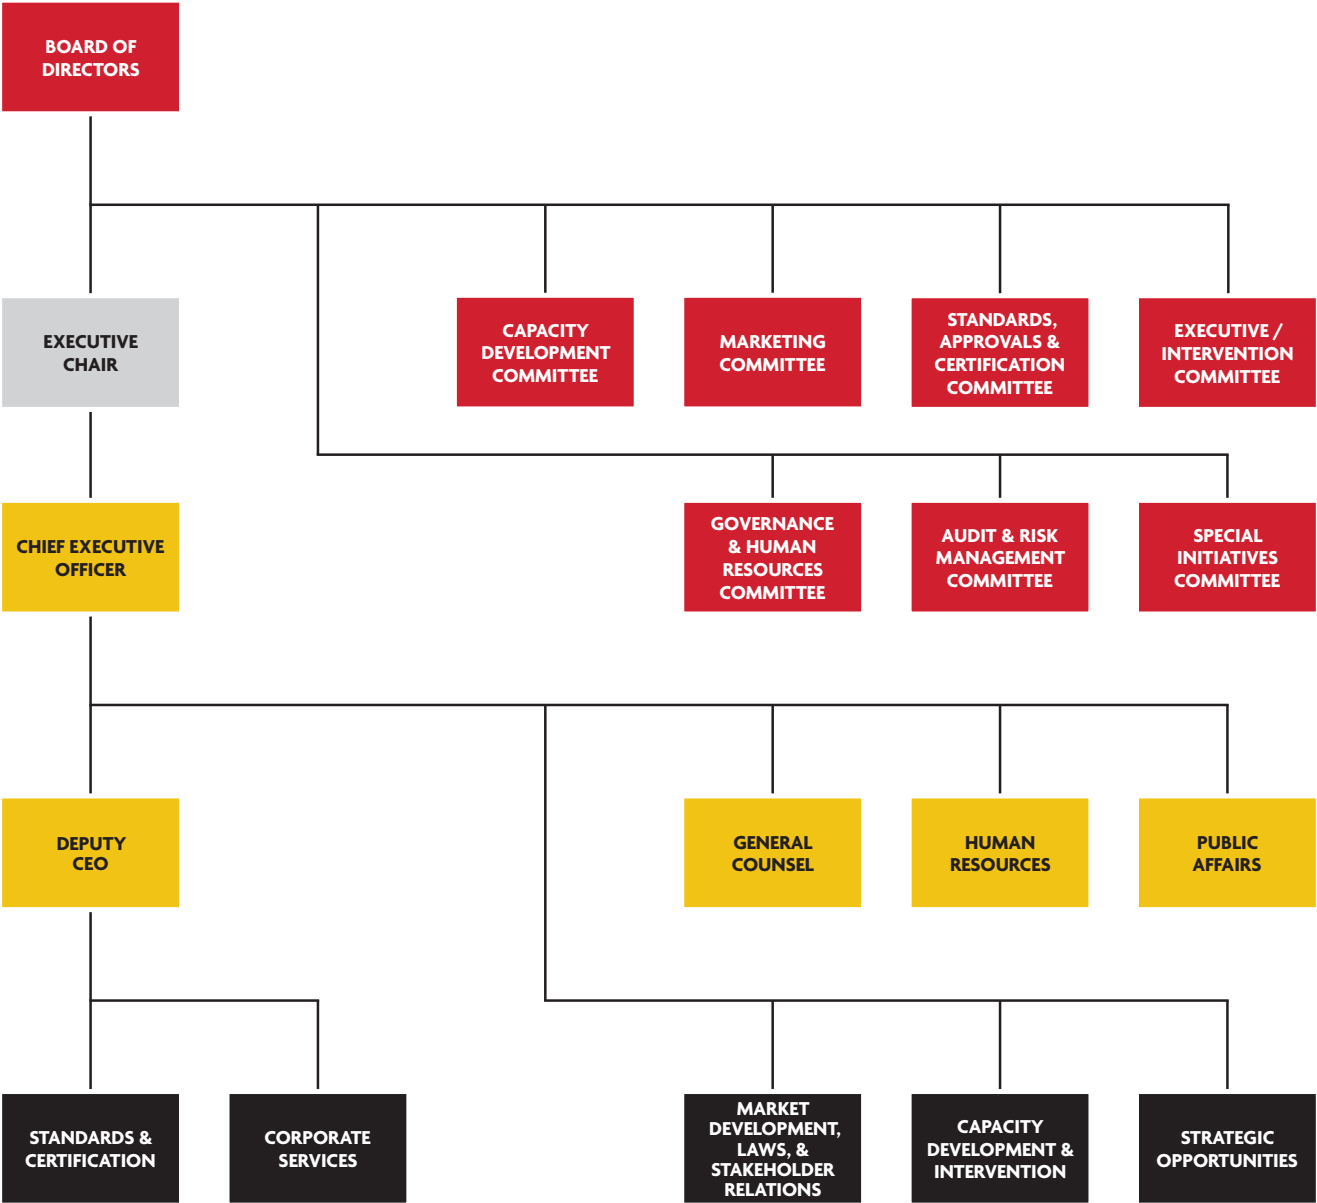 BOARD OF
DIRECTORS
EXECUTIVE
CHAIR
CAPACITY
DEVELOPMENT
COMMITTEE
MARKETING
COMMITTEE
STANDARDS,
APPROVALS &
CERTIFICATION
COMMITTEE
EXECUTIVE /
INTERVENTION
COMMITTEE
CHIEF EXECUTIVE
OFFICER
GOVERNANCE
& HUMAN
RESOURCES
COMMITTEE
AUDIT & RISK
MANAGEMENT
COMMITTEE
SPECIAL
INITIATIVES
COMMITTEE
DEPUTY
CEO
GENERAL
COUNSEL
HUMAN
RESOURCES
PUBLIC
AFFAIRS
STANDARDS &
CERTIFICATION
CORPORATE
SERVICES
MARKET
DEVELOPMENT,
LAWS, &
STAKEHOLDER
RELATIONS
CAPACITY
DEVELOPMENT &
INTERVENTION
STRATEGIC
OPPORTUNITIES